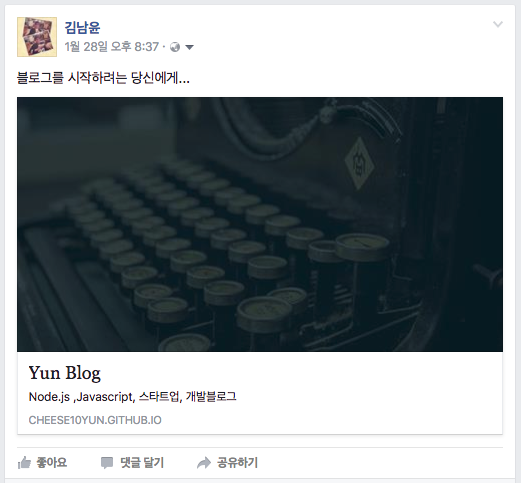 김남윤
1월 28일 오후 8:37 ·
블로그를 시작하려는 당신에게...
Yun Blog
Node.js ,Javascript, 스타트업, 개발블로그
CHEESE10YUN.GITHUB.IO
좋아요 댓글 달기 공유하기